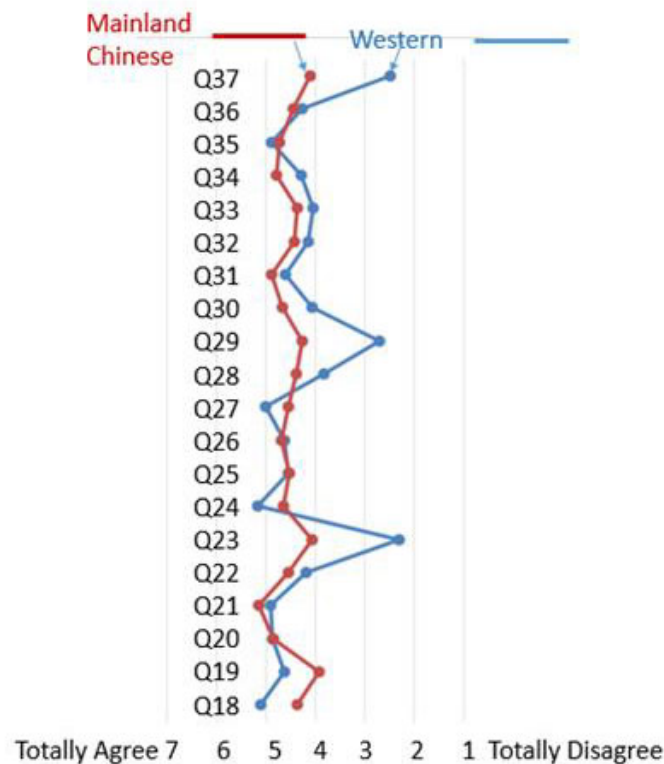 Mainland
Chinese
Western
Q37
Q36
Q35
Q34
Q33
Q32
Q31
Q30
Q29
Q28
Q27
Q26
Q25
Q24
Q23
Q22
Q21
Q20
Q19
Q18
Totally Agree 7 6 5 4 3 2 1 Totally Disagree